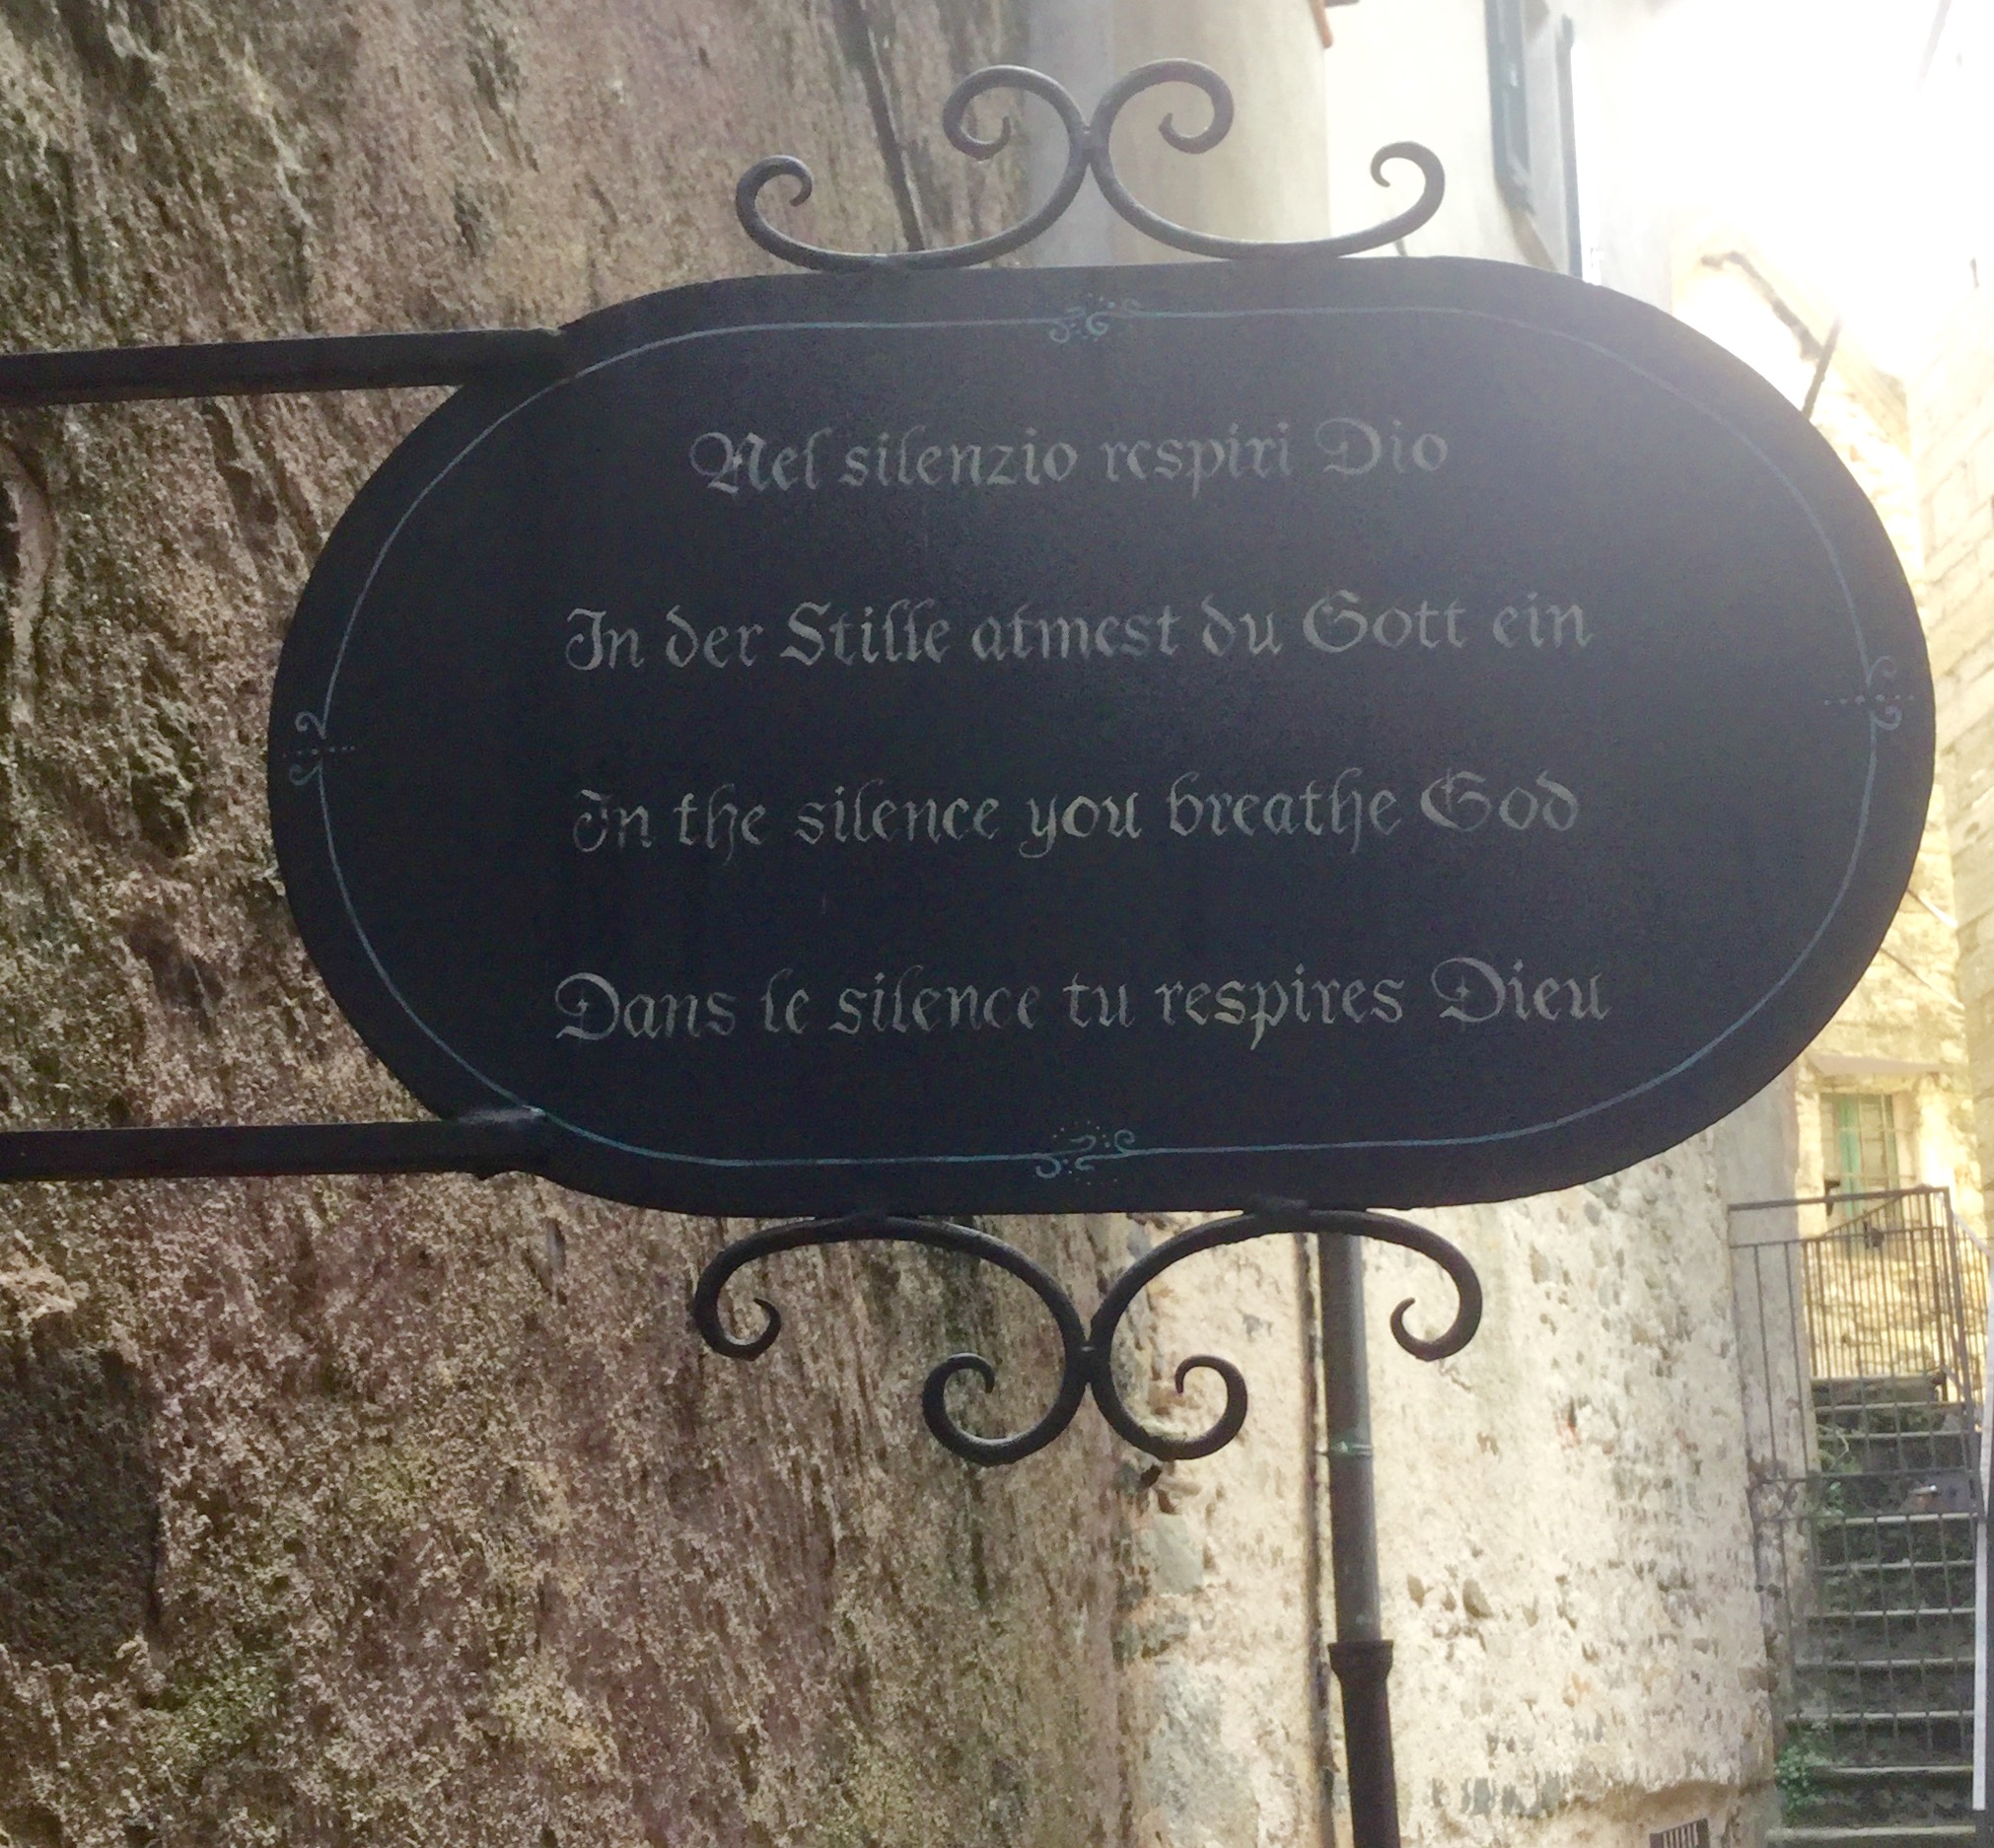 Nel silenzio respiri Dio
In der Stille atmest du Gott ein
In the silence you breathe God
Dans le silence tu respires Dieu